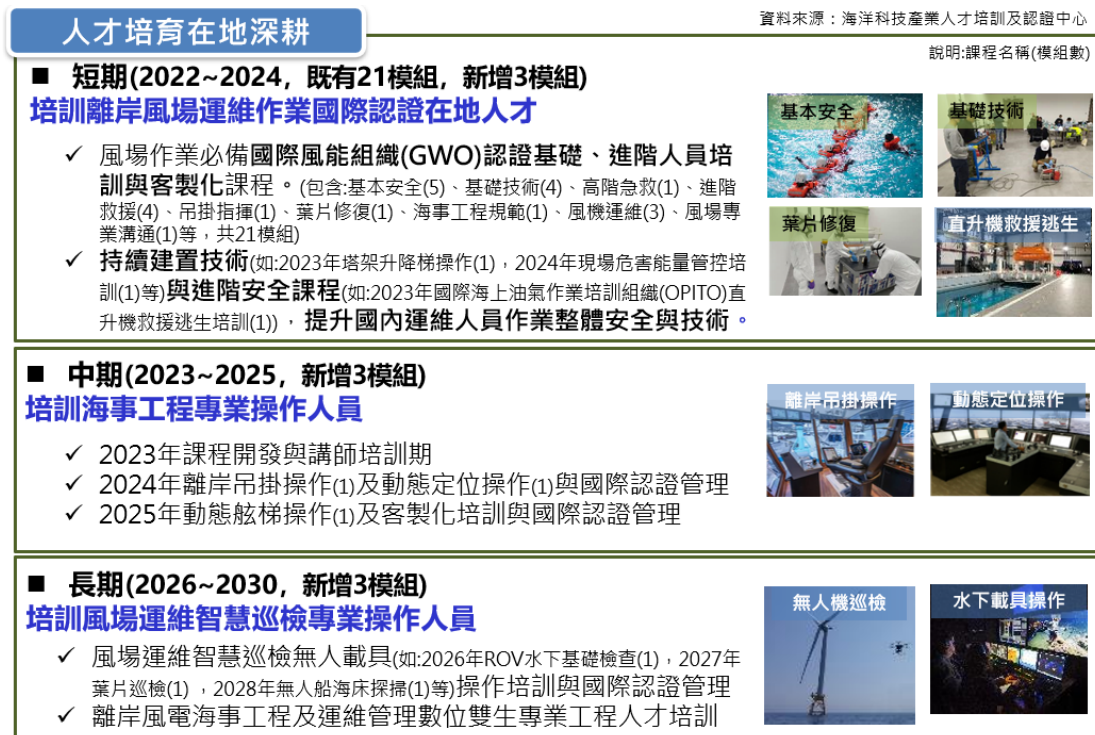 人才培育在地深耕
資料來源：海洋科技產業人才培訓及認證中心
說明:課程名稱(模組數)
■ 短期(2022~2024，既有21模組，新增3模組)
培訓離岸風場運維作業國際認證在地人才
✓ 風場作業必備國際風能組織(GWO)認證基礎、進階人員培
訓與客製化課程。(包含:基本安全(5)、基礎技術(4)、高階急救(1)、進階
救援(4)、吊掛指揮(1)、葉片修復(1)、海事工程規範(1)、風機運維(3)、風場專
業溝通(1)等，共21模組)
✓ 持續建置技術(如:2023年塔架升降梯操作(1)，2024年現場危害能量管控培
訓(1)等)與進階安全課程(如:2023年國際海上油氣作業培訓組織(OPITO)直
升機救援逃生培訓(1))，提升國內運維人員作業整體安全與技術。
基本安全
基礎技術
葉片修復
直升機救援逃生
■ 中期(2023~2025，新增3模組)
培訓海事工程專業操作人員
✓ 2023年課程開發與講師培訓期
✓ 2024年離岸吊掛操作(1)及動態定位操作(1)與國際認證管理
✓ 2025年動態舷梯操作(1)及客製化培訓與國際認證管理
離岸吊掛操作
動態定位操作
■ 長期(2026~2030，新增3模組)
培訓風場運維智慧巡檢專業操作人員
✓ 風場運維智慧巡檢無人載具(如:2026年ROV水下基礎檢查(1)，2027年
葉片巡檢(1) ，2028年無人船海床探掃(1)等)操作培訓與國際認證管理
✓ 離岸風電海事工程及運維管理數位雙生專業工程人才培訓
無人機巡檢
水下載具操作